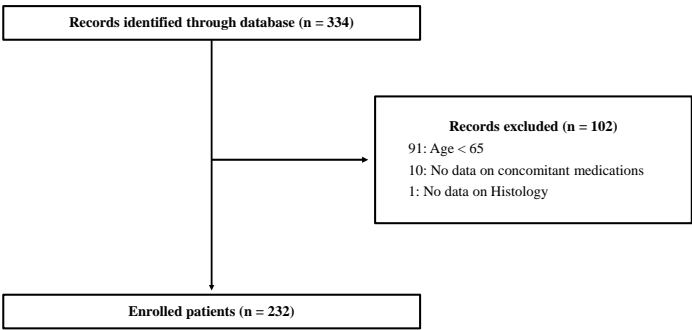 Records identified through database (n = 334)
Records excluded (n = 102)
91: Age < 65
10: No data on concomitant medications
1: No data on Histology
Enrolled patients (n = 232)